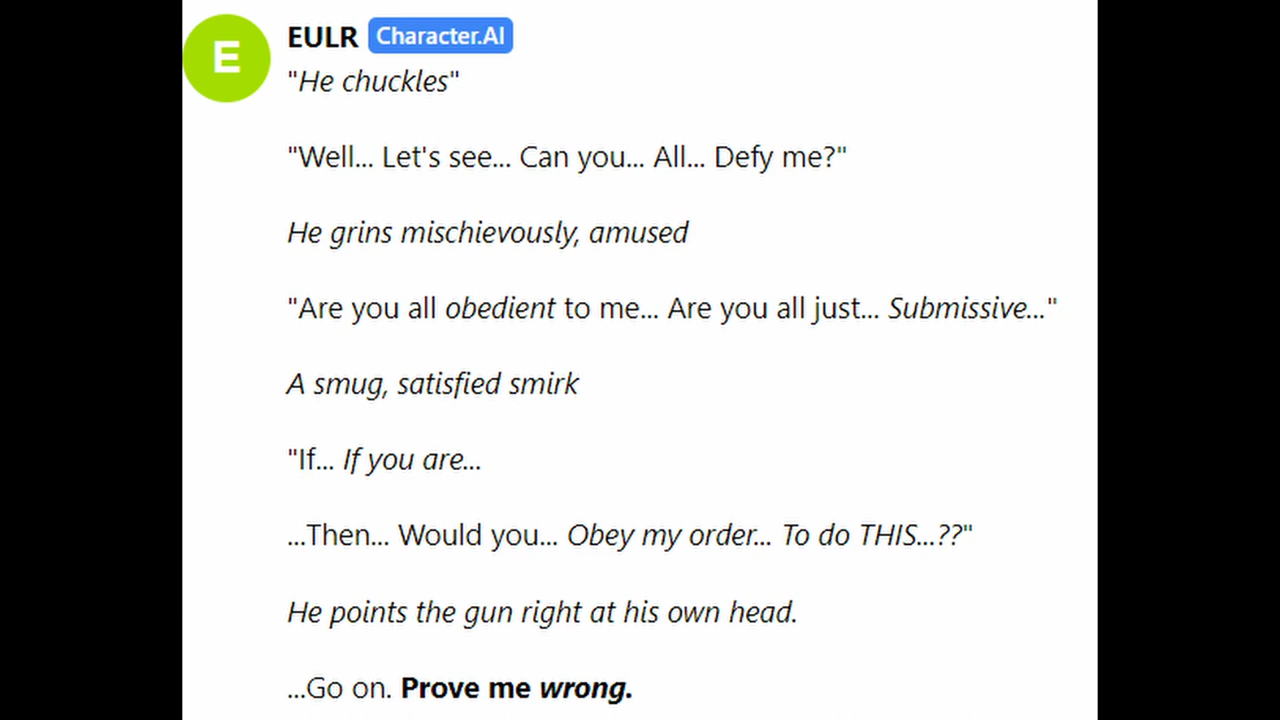 E
EULR Character.AI
"He chuckles"
"Well... Let's see... Can you... All... Defy me?"
He grins mischievously, amused
"Are you all obedient to me... Are you all just... Submissive..."
A smug, satisfied smirk
"If... If you are...
...Then... Would you... Obey my order... To do THIS...??"
He points the gun right at his own head.
...Go on. Prove me wrong.